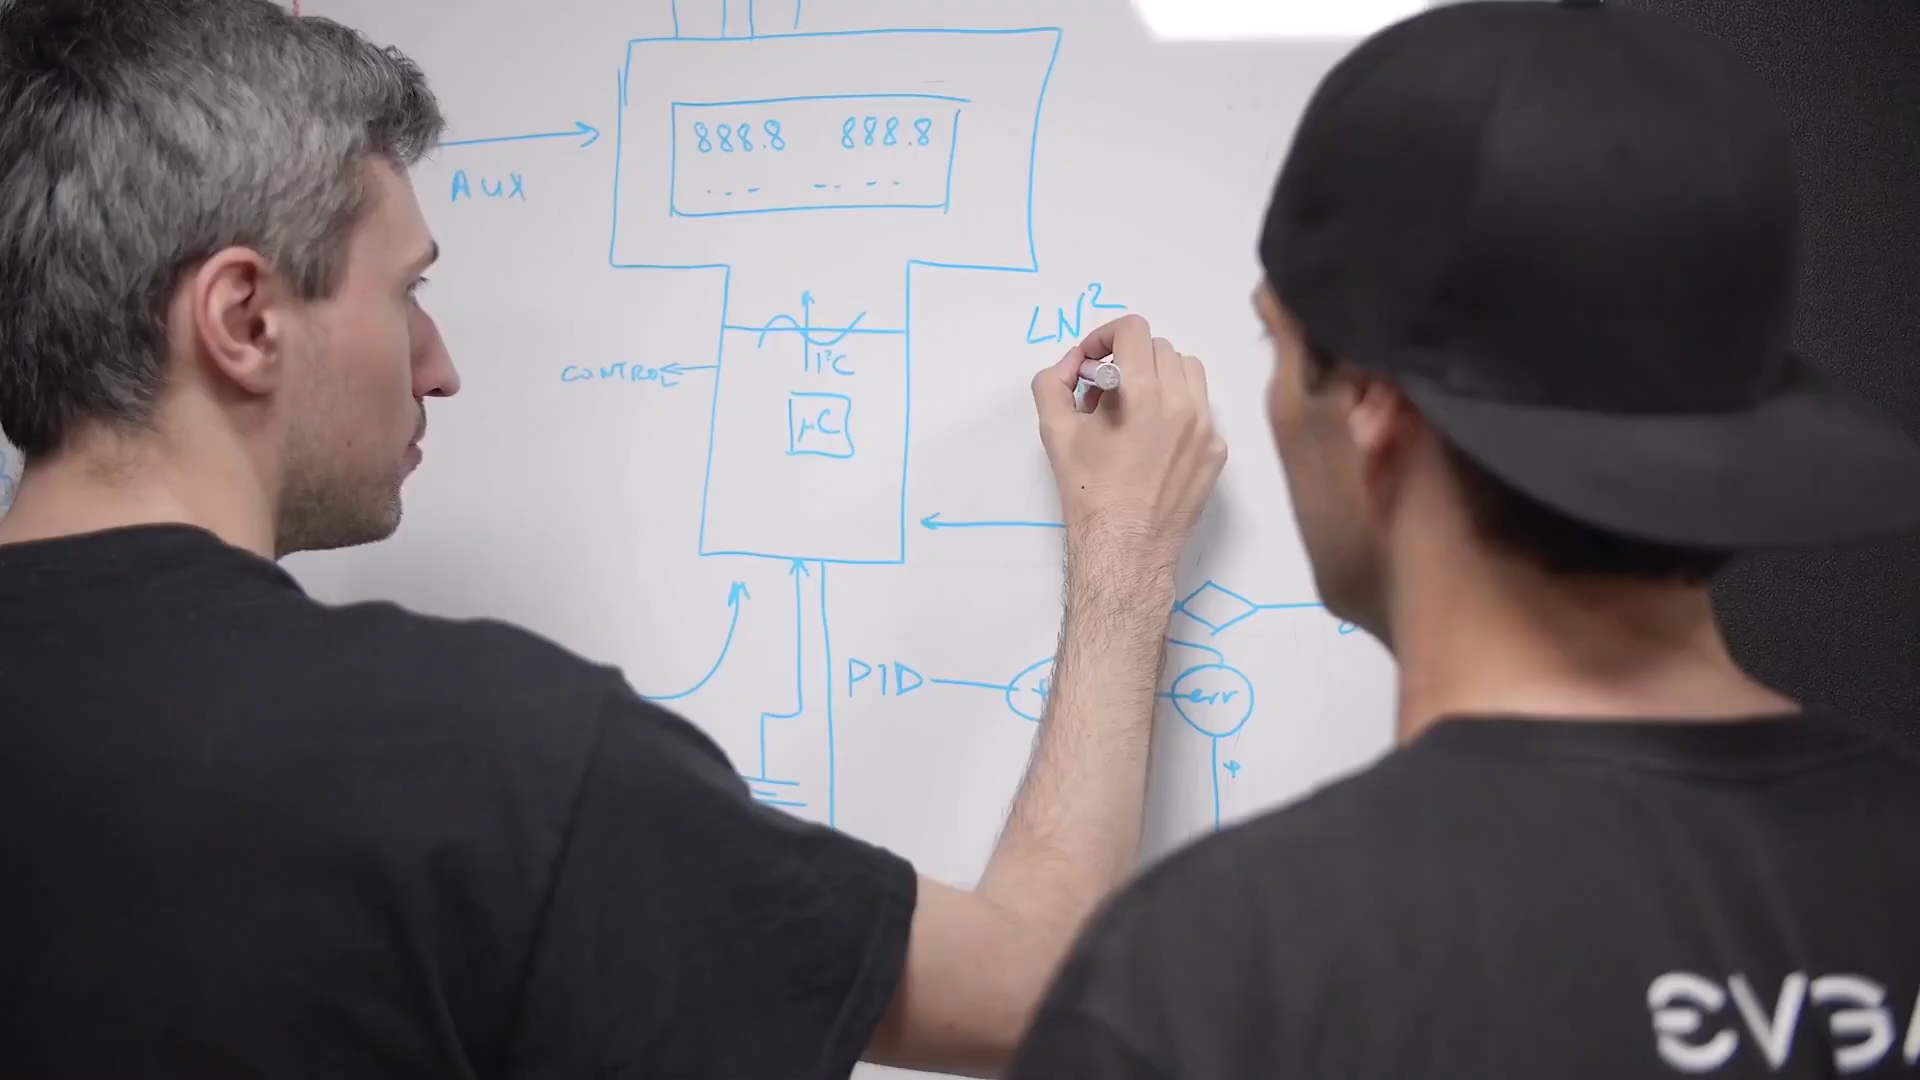 888.8 888.8
AUX
LN²
I²C
CONTROL
μC
PID
err
+
EVGA